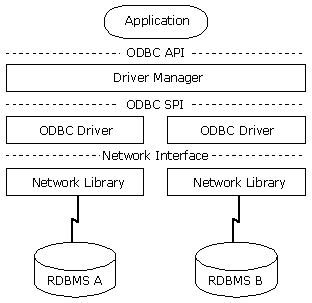 Application
ODBC API
Driver Manager
ODBC SPI
ODBC Driver ODBC Driver
Network Interface
Network Library Network Library
RDBMS A RDBMS B